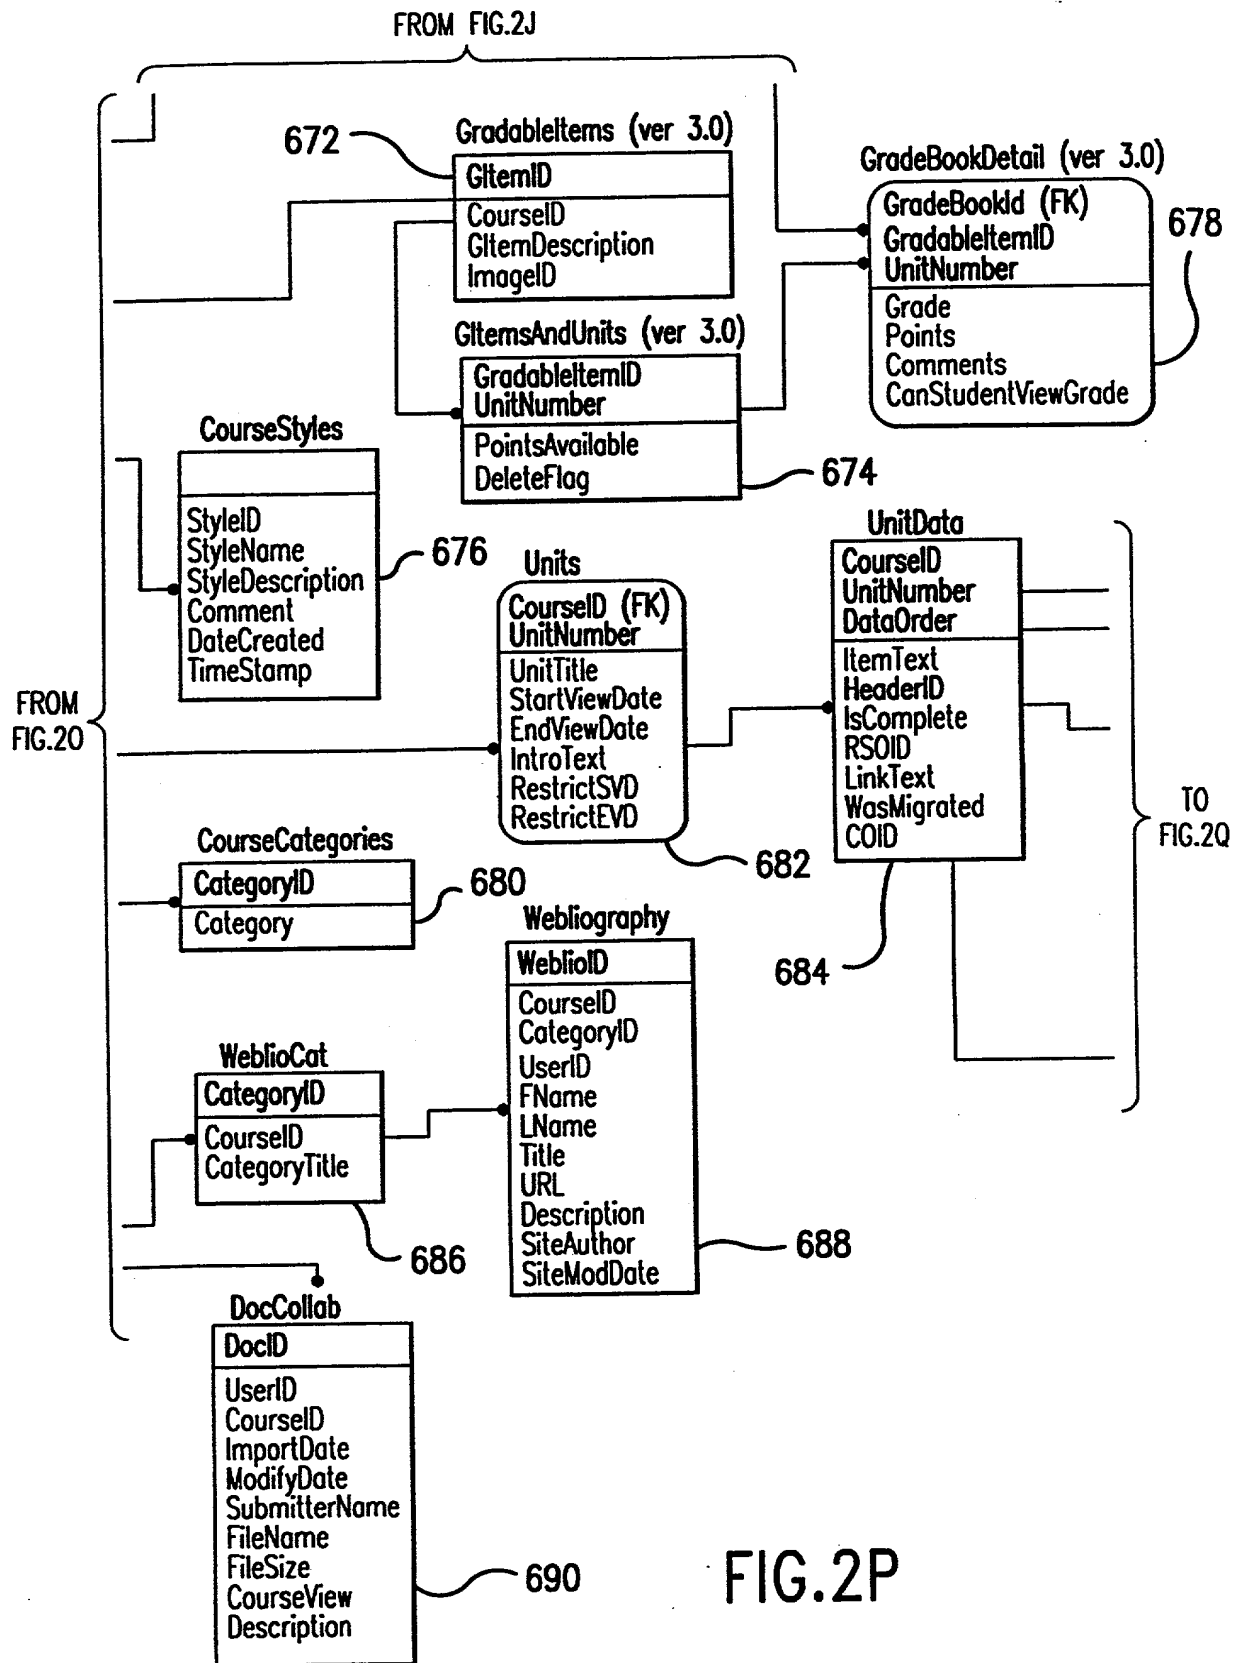 FROM FIG.2J
672
GradableItems (ver 3.0)
GItemID
CourseID
GItemDescription
ImageID
GradeBookDetail (ver 3.0)
GradeBookId (FK)
GradableItemID
UnitNumber
Grade
Points
Comments
CanStudentViewGrade
678
GItemsAndUnits (ver 3.0)
GradableItemID
UnitNumber
PointsAvailable
DeleteFlag
674
CourseStyles
StyleID
StyleName
StyleDescription
Comment
DateCreated
TimeStamp
676
Units
CourseID (FK)
UnitNumber
UnitTitle
StartViewDate
EndViewDate
IntroText
RestrictSVD
RestrictEVD
682
UnitData
CourseID
UnitNumber
DataOrder
ItemText
HeaderID
IsComplete
RSOID
LinkText
WasMigrated
COID
684
FROM
FIG.2O
TO
FIG.2Q
CourseCategories
CategoryID
Category
680
Webliography
WeblioID
CourseID
CategoryID
UserID
FName
LName
Title
URL
Description
SiteAuthor
SiteModDate
688
WeblioCat
CategoryID
CourseID
CategoryTitle
686
DocCollab
DocID
UserID
CourseID
ImportDate
ModifyDate
SubmitterName
FileName
FileSize
CourseView
Description
690
FIG.2P